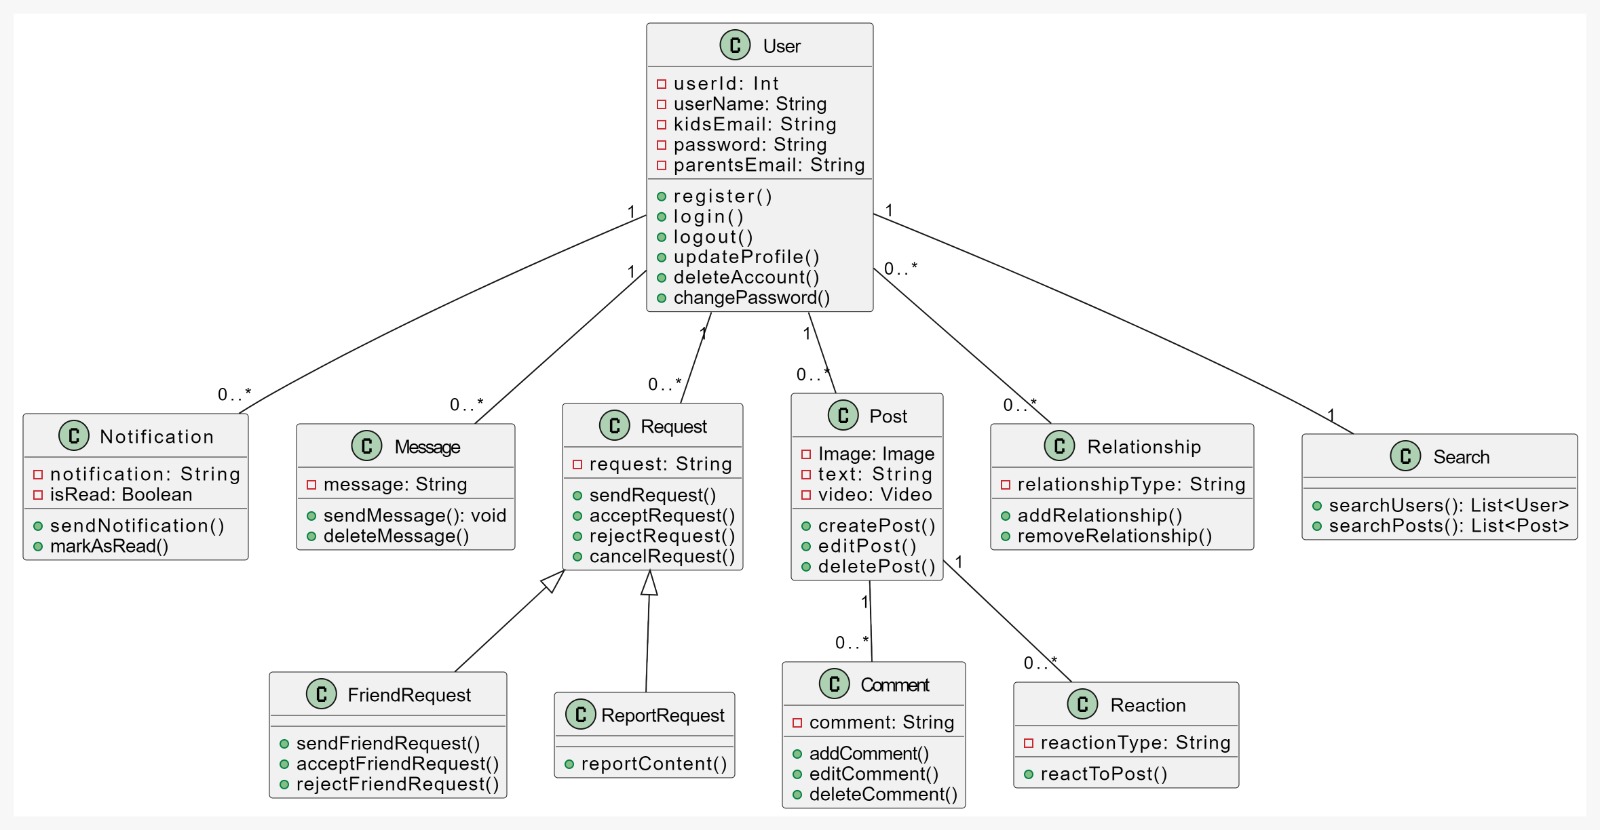 C User
userId: Int
userName: String
kidsEmail: String
password: String
parentsEmail: String
register()
login()
logout()
updateProfile()
deleteAccount()
changePassword()
1
1
1
1
0..*
1
0..*
0..*
0..*
0..*
0..*
1
C Notification
notification: String
isRead: Boolean
sendNotification()
markAsRead()
C Message
message: String
sendMessage(): void
deleteMessage()
C Request
request: String
sendRequest()
acceptRequest()
rejectRequest()
cancelRequest()
C Post
Image: Image
text: String
video: Video
createPost()
editPost()
deletePost()
C Relationship
relationshipType: String
addRelationship()
removeRelationship()
C Search
searchUsers(): List<User>
searchPosts(): List<Post>
1
1
0..*
0..*
C FriendRequest
sendFriendRequest()
acceptFriendRequest()
rejectFriendRequest()
C ReportRequest
reportContent()
C Comment
comment: String
addComment()
editComment()
deleteComment()
C Reaction
reactionType: String
reactToPost()